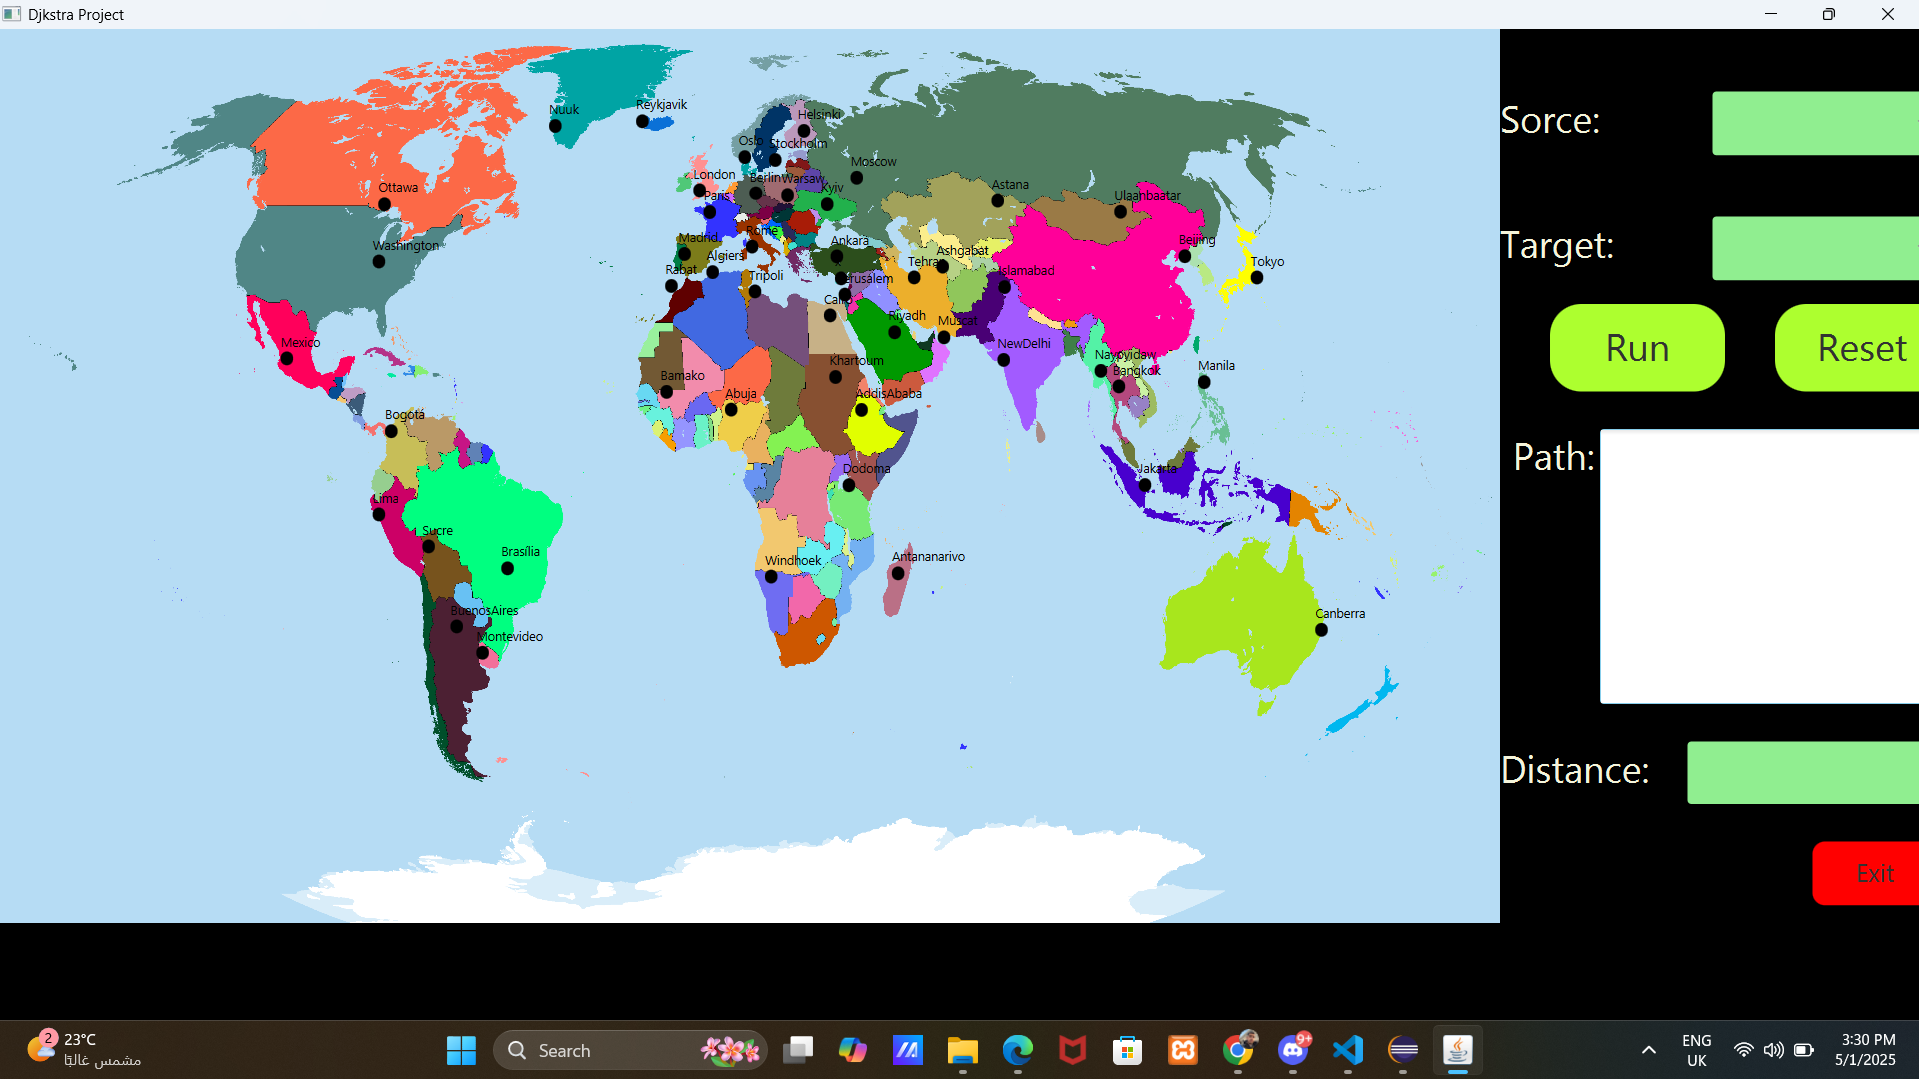 Djkstra Project
Nuuk
Reykjavik
Helsinki
Oslo
Stockholm
Moscow
London
Berlin
Warsaw
Ottawa
Paris
Kyiv
Astana
Ulaanbaatar
Washington
Madrid
Rome
Ankara
Beijing
Algiers
Ashgabat
Tehran
Tokyo
Rabat
Tripoli
Jerusalem
Islamabad
Cairo
Riyadh
Muscat
Mexico
NewDelhi
Naypyidaw
Khartoum
Bangkok
Manila
Bamako
Abuja
AddisAbaba
Bogotá
Dodoma
Jakarte
Lima
Sucre
Brasília
Windhoek
Antananarivo
BuenosAires
Montevideo
Canberra
Sorce:
Target:
Run
Reset
Path:
Distance:
Exit
2
23°C
مشمس غالبًا
Search
9+
ENG
UK
3:30 PM
5/1/2025